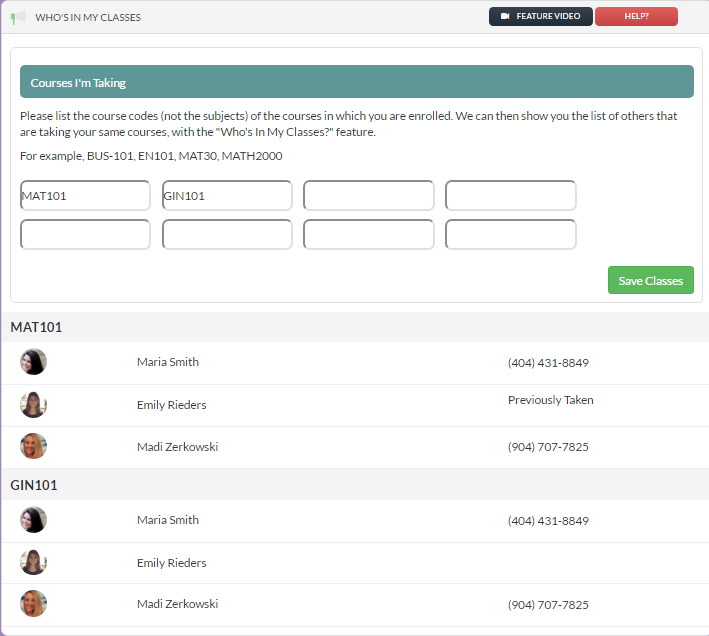 WHO'S IN MY CLASSES
FEATURE VIDEO
HELP?
Courses I'm Taking
Please list the course codes (not the subjects) of the courses in which you are enrolled. We can then show you the list of others that
are taking your same courses, with the "Who's In My Classes?" feature.
For example, BUS-101, EN101, MAT30, MATH2000
MAT101 GIN101
Save Classes
MAT101
Maria Smith (404) 431-8849
Emily Rieders Previously Taken
Madi Zerkowski (904) 707-7825
GIN101
Maria Smith (404) 431-8849
Emily Rieders
Madi Zerkowski (904) 707-7825